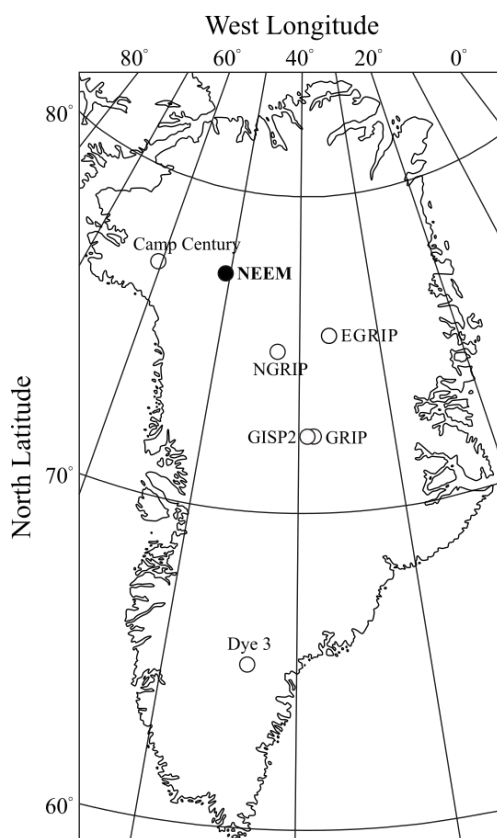 West Longitude
80° 60° 40° 20° 0°
80°
Camp Century
NEEM
EGRIP
NGRIP
GISP2 GRIP
North Latitude
70°
Dye 3
60°